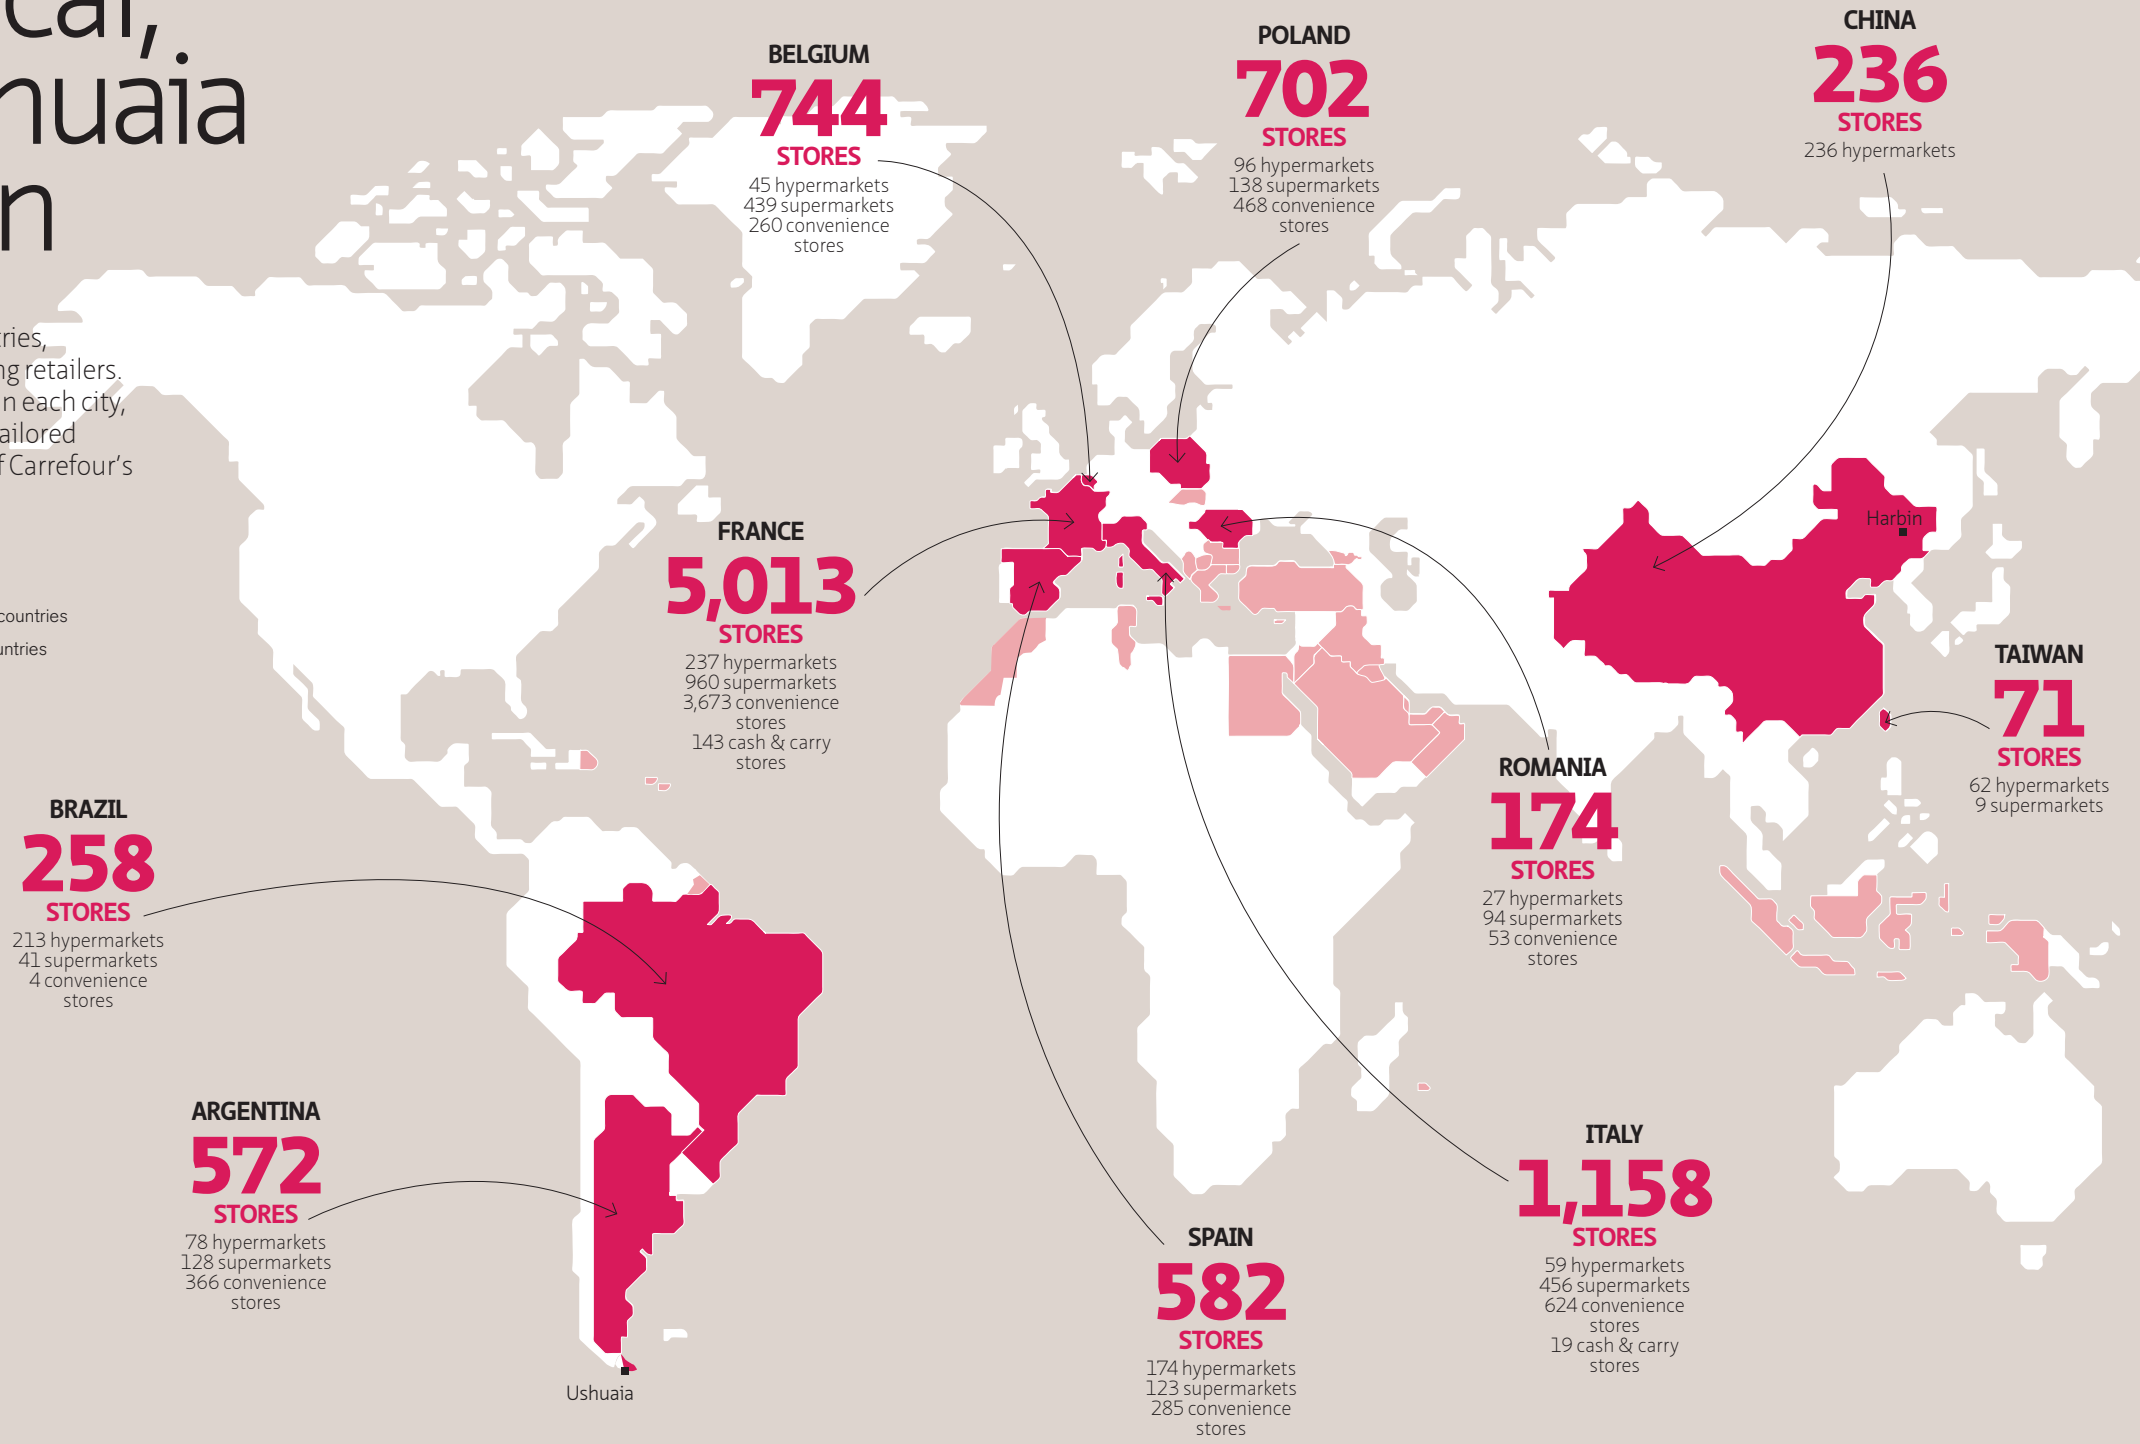 huaia
n
ng retailers.
n each city,
Carrefour's
countries
BELGIUM
744
STORES
45 hypermarkets
439 supermarkets
260 convenience
stores
POLAND
702
STORES
96 hypermarkets
138 supermarkets
468 convenience
stores
CHINA
236
STORES
236 hypermarkets
Harbin
FRANCE
5,013
STORES
237 hypermarkets
960 supermarkets
3,673 convenience
stores
143 cash & carry
stores
TAIWAN
71
STORES
62 hypermarkets
9 supermarkets
ROMANIA
174
STORES
27 hypermarkets
94 supermarkets
53 convenience
stores
BRAZIL
258
STORES
213 hypermarkets
41 supermarkets
4 convenience
stores
ARGENTINA
572
STORES
78 hypermarkets
128 supermarkets
366 convenience
stores
Ushuaia
SPAIN
582
STORES
174 hypermarkets
123 supermarkets
285 convenience
stores
ITALY
1,158
STORES
59 hypermarkets
456 supermarkets
624 convenience
stores
19 cash & carry
stores